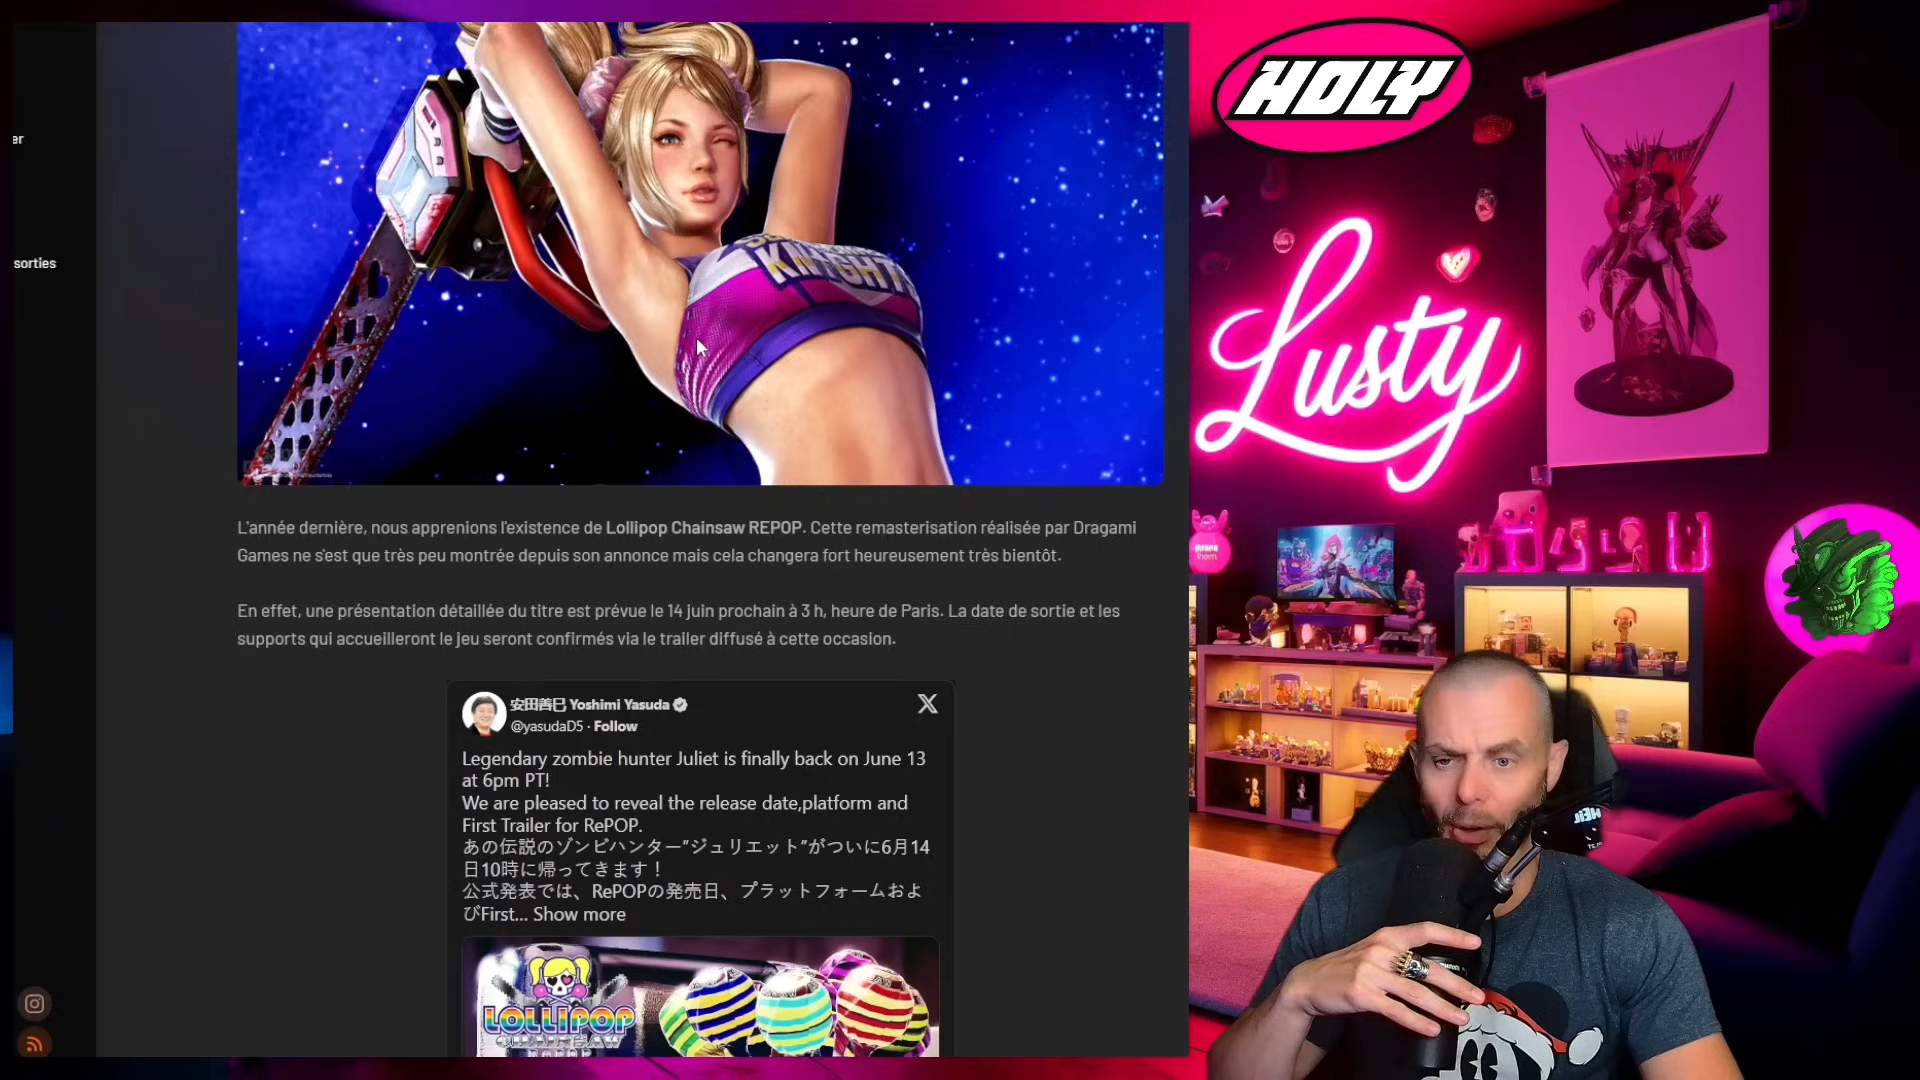 er
sorties
KNIGHTS
HOLY
Lusty
L'année dernière, nous apprenions l'existence de Lollipop Chainsaw REPOP. Cette remasterisation réalisée par Dragami
Games ne s'est que très peu montrée depuis son annonce mais cela changera fort heureusement très bientôt.
En effet, une présentation détaillée du titre est prévue le 14 juin prochain à 3 h, heure de Paris. La date de sortie et les
supports qui accueilleront le jeu seront confirmés via le trailer diffusé à cette occasion.
安田善巳 Yoshimi Yasuda
@yasudaD5 · Follow
Legendary zombie hunter Juliet is finally back on June 13
at 6pm PT!
We are pleased to reveal the release date,platform and
First Trailer for RePOP.
あの伝説のゾンビハンター”ジュリエット”がついに6月14
日10時に帰ってきます！
公式発表では、RePOPの発売日、プラットフォームおよ
びFirst... Show more
LOLLIPOP
CHAINSAW